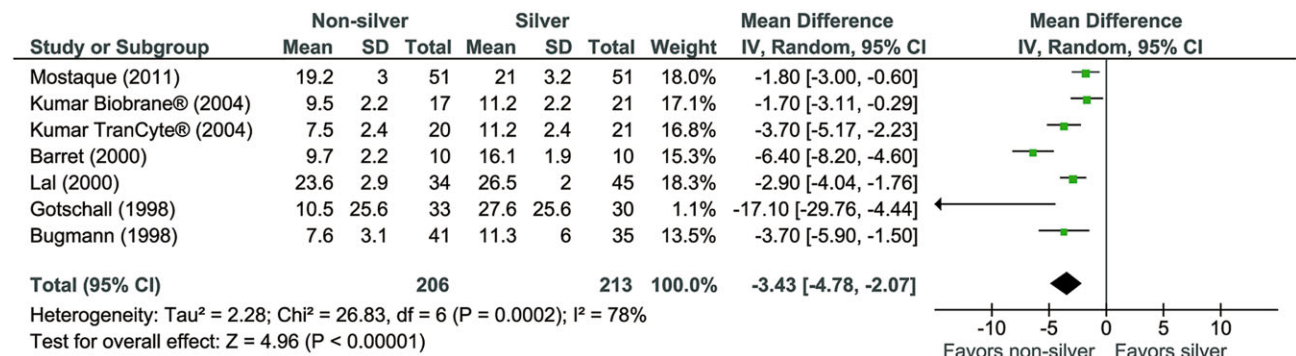 Non-silver Silver Mean Difference Mean Difference
Study or Subgroup Mean SD Total Mean SD Total Weight IV, Random, 95% CI IV, Random, 95% CI
Mostaque (2011) 19.2 3 51 21 3.2 51 18.0% -1.80 [-3.00, -0.60]
Kumar Biobrane® (2004) 9.5 2.2 17 11.2 2.2 21 17.1% -1.70 [-3.11, -0.29]
Kumar TranCyte® (2004) 7.5 2.4 20 11.2 2.4 21 16.8% -3.70 [-5.17, -2.23]
Barret (2000) 9.7 2.2 10 16.1 1.9 10 15.3% -6.40 [-8.20, -4.60]
Lal (2000) 23.6 2.9 34 26.5 2 45 18.3% -2.90 [-4.04, -1.76]
Gotschall (1998) 10.5 25.6 33 27.6 25.6 30 1.1% -17.10 [-29.76, -4.44]
Bugmann (1998) 7.6 3.1 41 11.3 6 35 13.5% -3.70 [-5.90, -1.50]
Total (95% CI) 206 213 100.0% -3.43 [-4.78, -2.07]
Heterogeneity: Tau² = 2.28; Chi² = 26.83, df = 6 (P = 0.0002); I² = 78%
Test for overall effect: Z = 4.96 (P < 0.00001)
-10 -5 0 5 10
Favors non-silver Favors silver